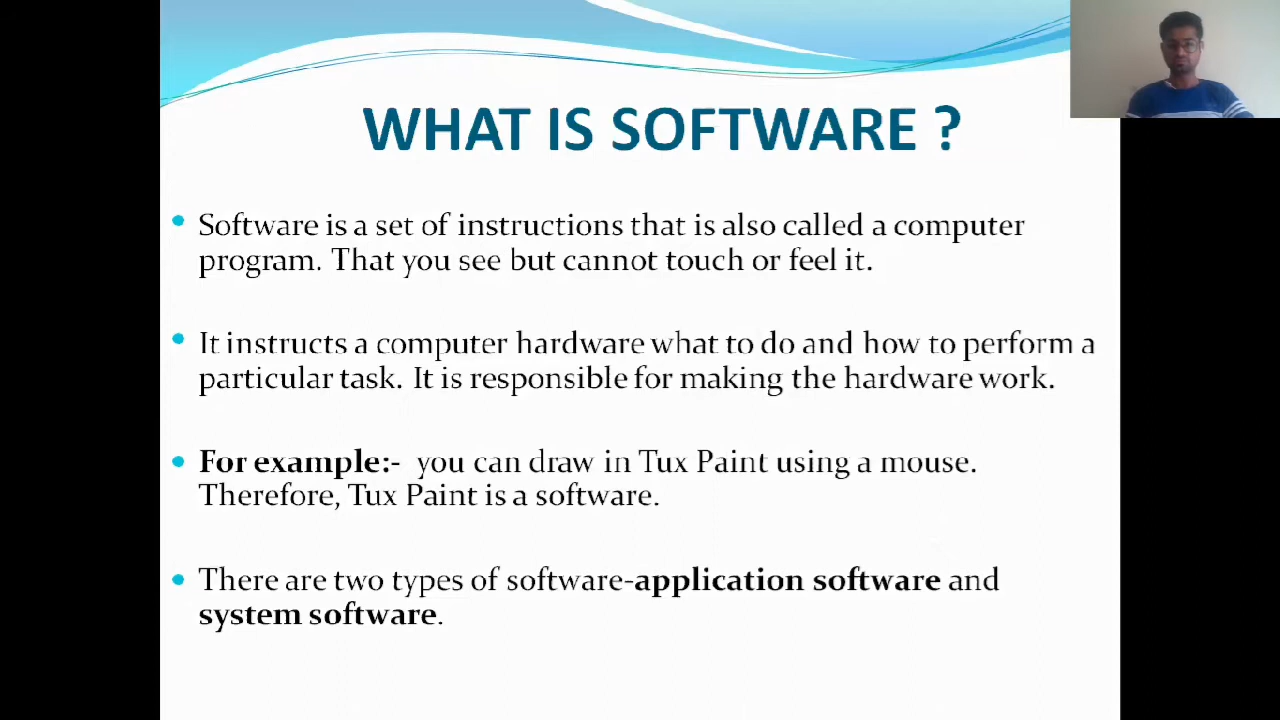 WHAT IS SOFTWARE ?
Software is a set of instructions that is also called a computer
program. That you see but cannot touch or feel it.
It instructs a computer hardware what to do and how to perform a
particular task. It is responsible for making the hardware work.
For example:- you can draw in Tux Paint using a mouse.
Therefore, Tux Paint is a software.
There are two types of software-application software and
system software.